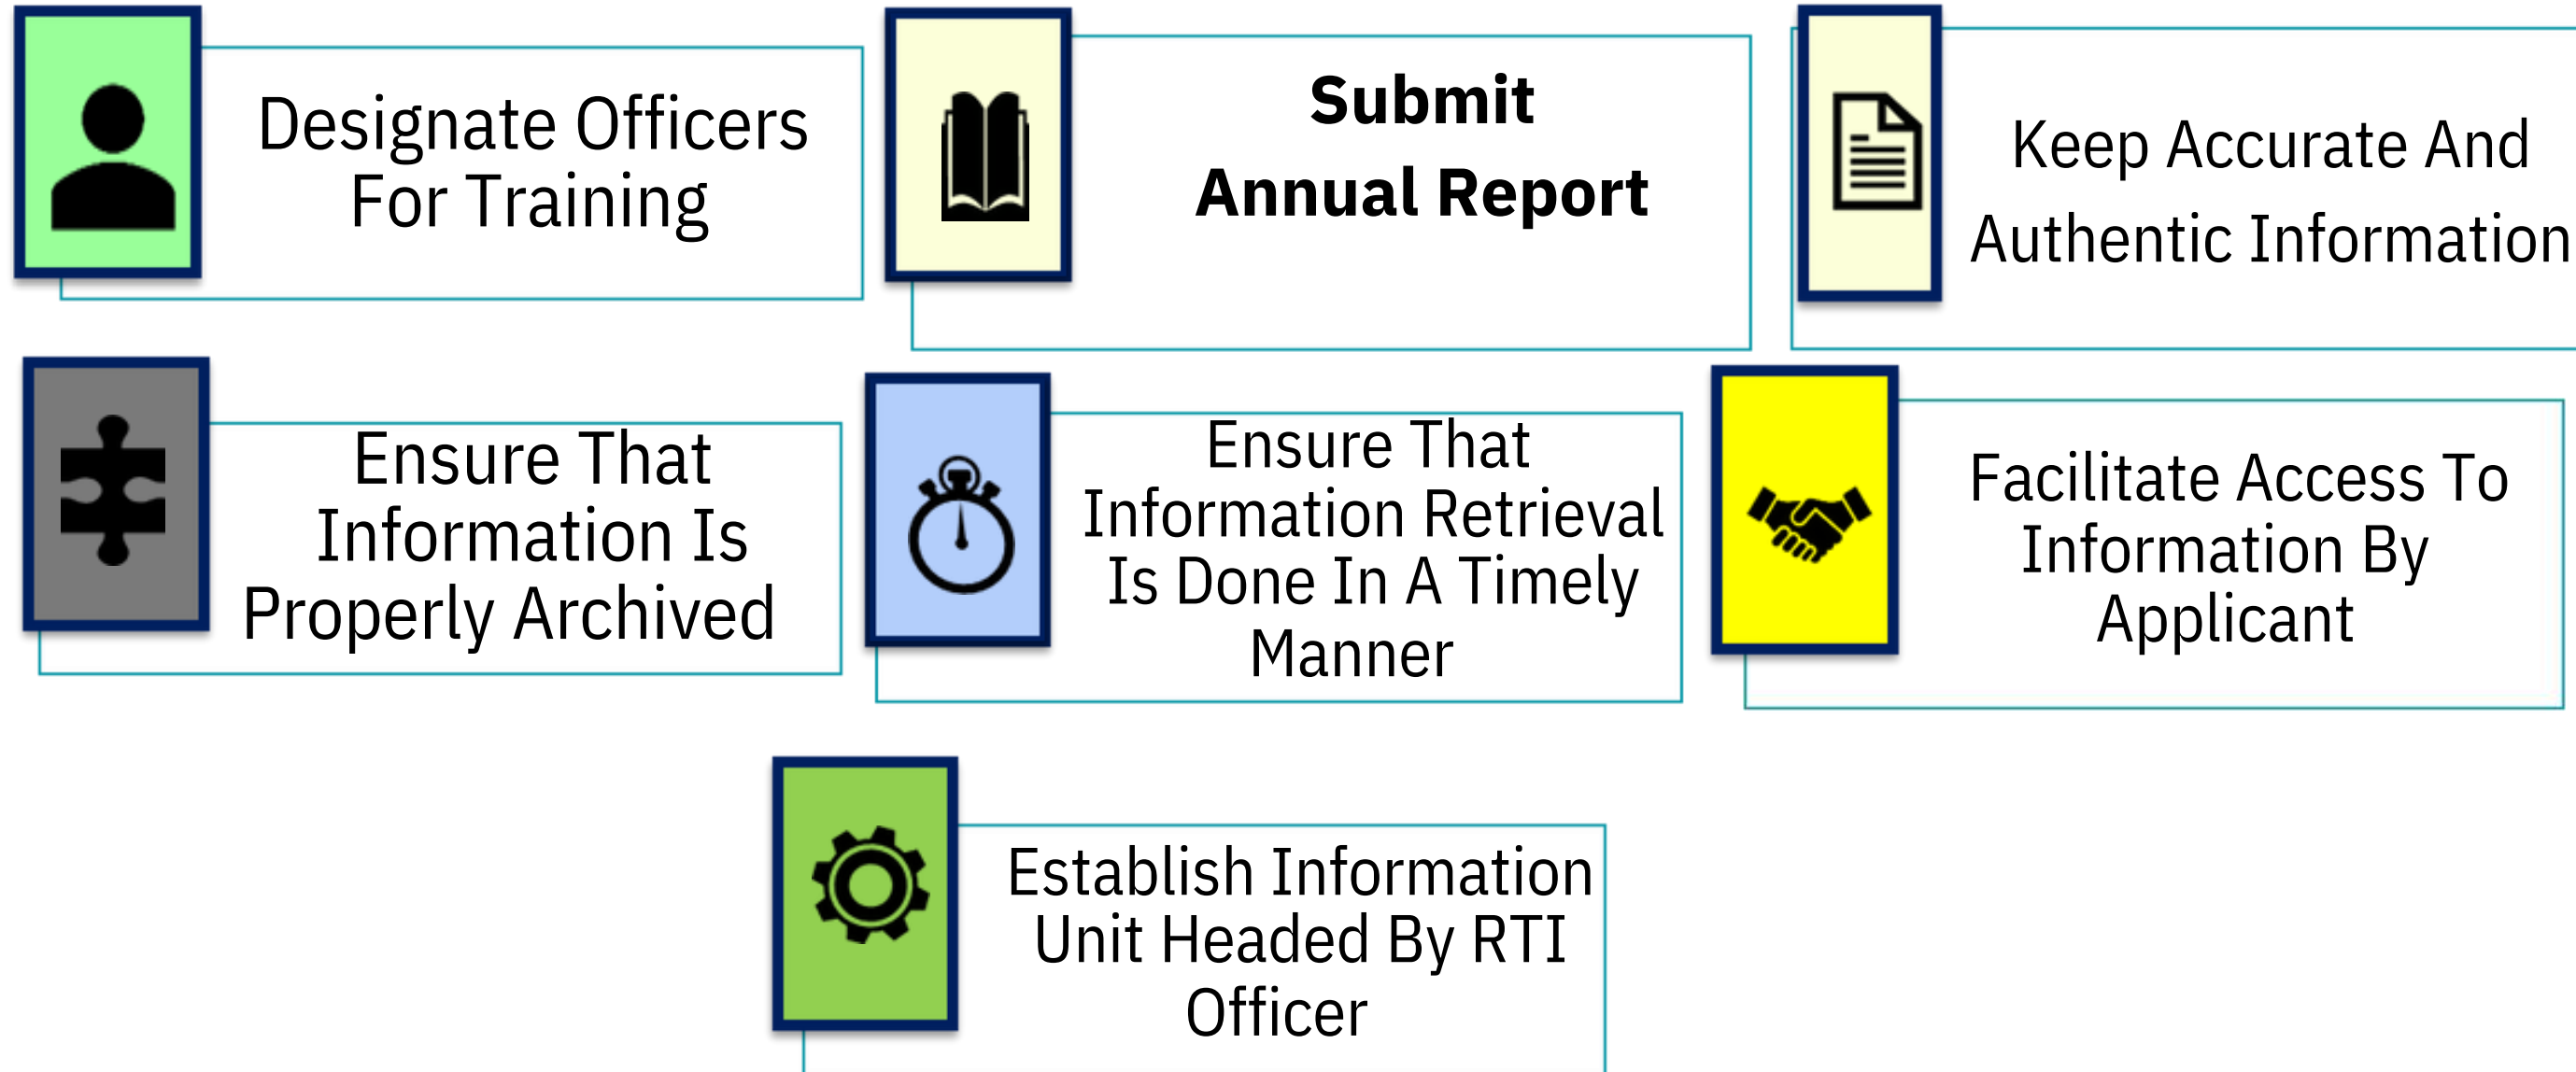 Designate Officers
For Training
Submit
Annual Report
Keep Accurate And
Authentic Information
Ensure That
Information Is
Properly Archived
Ensure That
Information Retrieval
Is Done In A Timely
Manner
Facilitate Access To
Information By
Applicant
Establish Information
Unit Headed By RTI
Officer